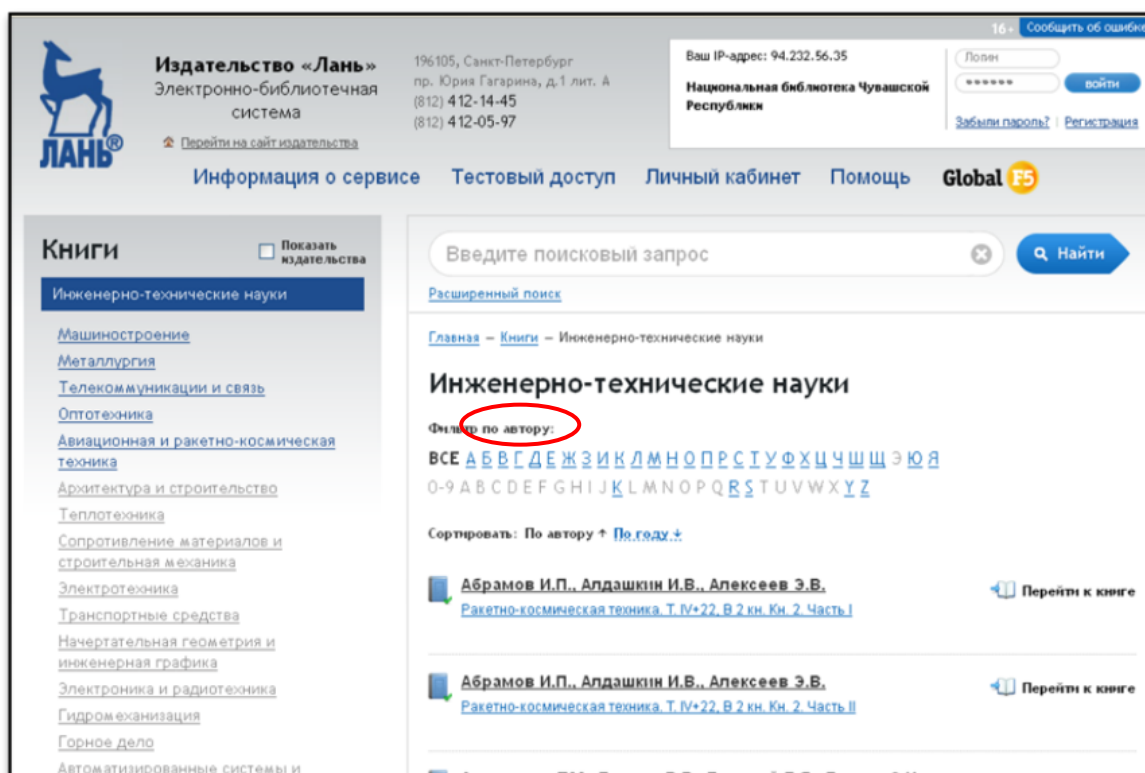 16+ Сообщить об ошибке
ЛАНЬ®
Издательство «Лань»
Электронно-библиотечная
система
Перейти на сайт издательства
196105, Санкт-Петербург
пр. Юрия Гагарина, д.1 лит. А
(812) 412-14-45
(812) 412-05-97
Ваш IP-адрес: 94.232.56.35
Национальная библиотека Чувашской
Республики
Логин
******
войти
Забыли пароль? | Регистрация
Информация о сервисе Тестовый доступ Личный кабинет Помощь Global F5
Книги
Показать
издательства
Инженерно-технические науки
Машиностроение
Металлургия
Телекоммуникации и связь
Оптотехника
Авиационная и ракетно-космическая
техника
Архитектура и строительство
Теплотехника
Сопротивление материалов и
строительная механика
Электротехника
Транспортные средства
Начертательная геометрия и
инженерная графика
Электроника и радиотехника
Гидромеханизация
Горное дело
Автоматизированные системы и
Введите поисковый запрос
Найти
Расширенный поиск
Главная – Книги – Инженерно-технические науки
Инженерно-технические науки
Фильтр по автору:
ВСЕ А Б В Г Д Е Ж З И К Л М Н О П Р С Т У Ф Х Ц Ч Ш Щ Э Ю Я
0-9 A B C D E F G H I J K L M N O P Q R S T U V W X Y Z
Сортировать: По автору ↑ По году ↓
Абрамов И.П., Алдашкин И.В., Алексеев Э.В.
Ракетно-космическая техника. Т. IV+22, В 2 кн. Кн. 2. Часть I
Перейти к книге
Абрамов И.П., Алдашкин И.В., Алексеев Э.В.
Ракетно-космическая техника. Т. IV+22, В 2 кн. Кн. 2. Часть II
Перейти к книге